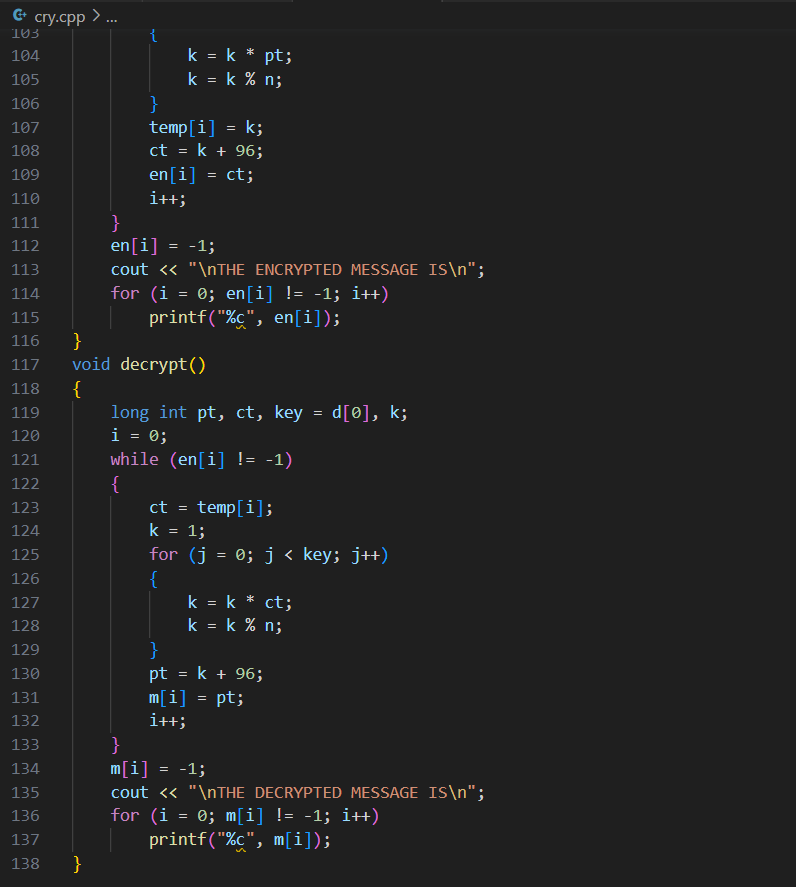 cry.cpp > ...
103 {
104 k = k * pt;
105 k = k % n;
106 }
107 temp[i] = k;
108 ct = k + 96;
109 en[i] = ct;
110 i++;
111 }
112 en[i] = -1;
113 cout << "\nTHE ENCRYPTED MESSAGE IS\n";
114 for (i = 0; en[i] != -1; i++)
115 printf("%c", en[i]);
116 }
117 void decrypt()
118 {
119 long int pt, ct, key = d[0], k;
120 i = 0;
121 while (en[i] != -1)
122 {
123 ct = temp[i];
124 k = 1;
125 for (j = 0; j < key; j++)
126 {
127 k = k * ct;
128 k = k % n;
129 }
130 pt = k + 96;
131 m[i] = pt;
132 i++;
133 }
134 m[i] = -1;
135 cout << "\nTHE DECRYPTED MESSAGE IS\n";
136 for (i = 0; m[i] != -1; i++)
137 printf("%c", m[i]);
138 }